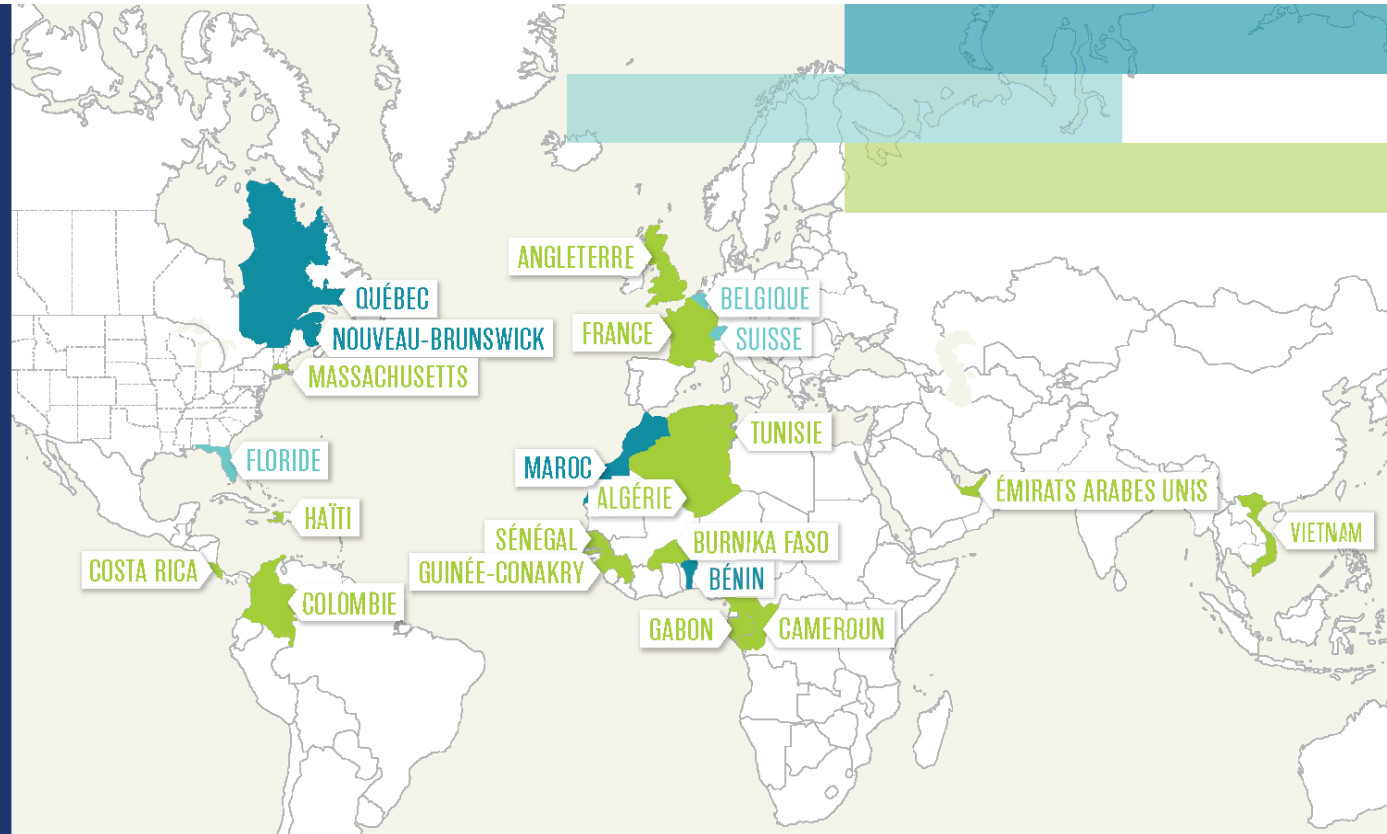 ANGLETERRE
BELGIQUE
QUÉBEC
FRANCE
SUISSE
NOUVEAU-BRUNSWICK
MASSACHUSETTS
TUNISIE
FLORIDE
MAROC
ÉMIRATS ARABES UNIS
ALGÉRIE
HAÏTI
VIETNAM
SÉNÉGAL
BURNIKA FASO
COSTA RICA
GUINÉE-CONAKRY
BÉNIN
COLOMBIE
GABON
CAMEROUN